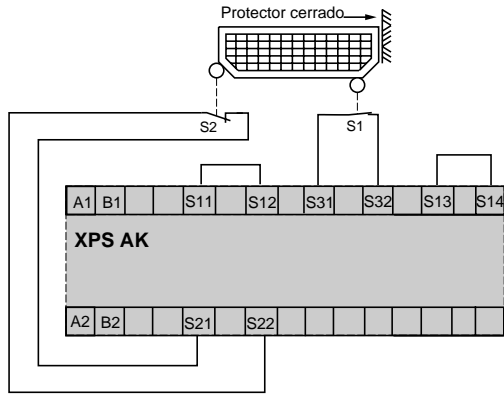 Protector cerrado
S2
S1
A1 B1 S11 S12 S31 S32 S13 S14
XPS AK
A2 B2 S21 S22